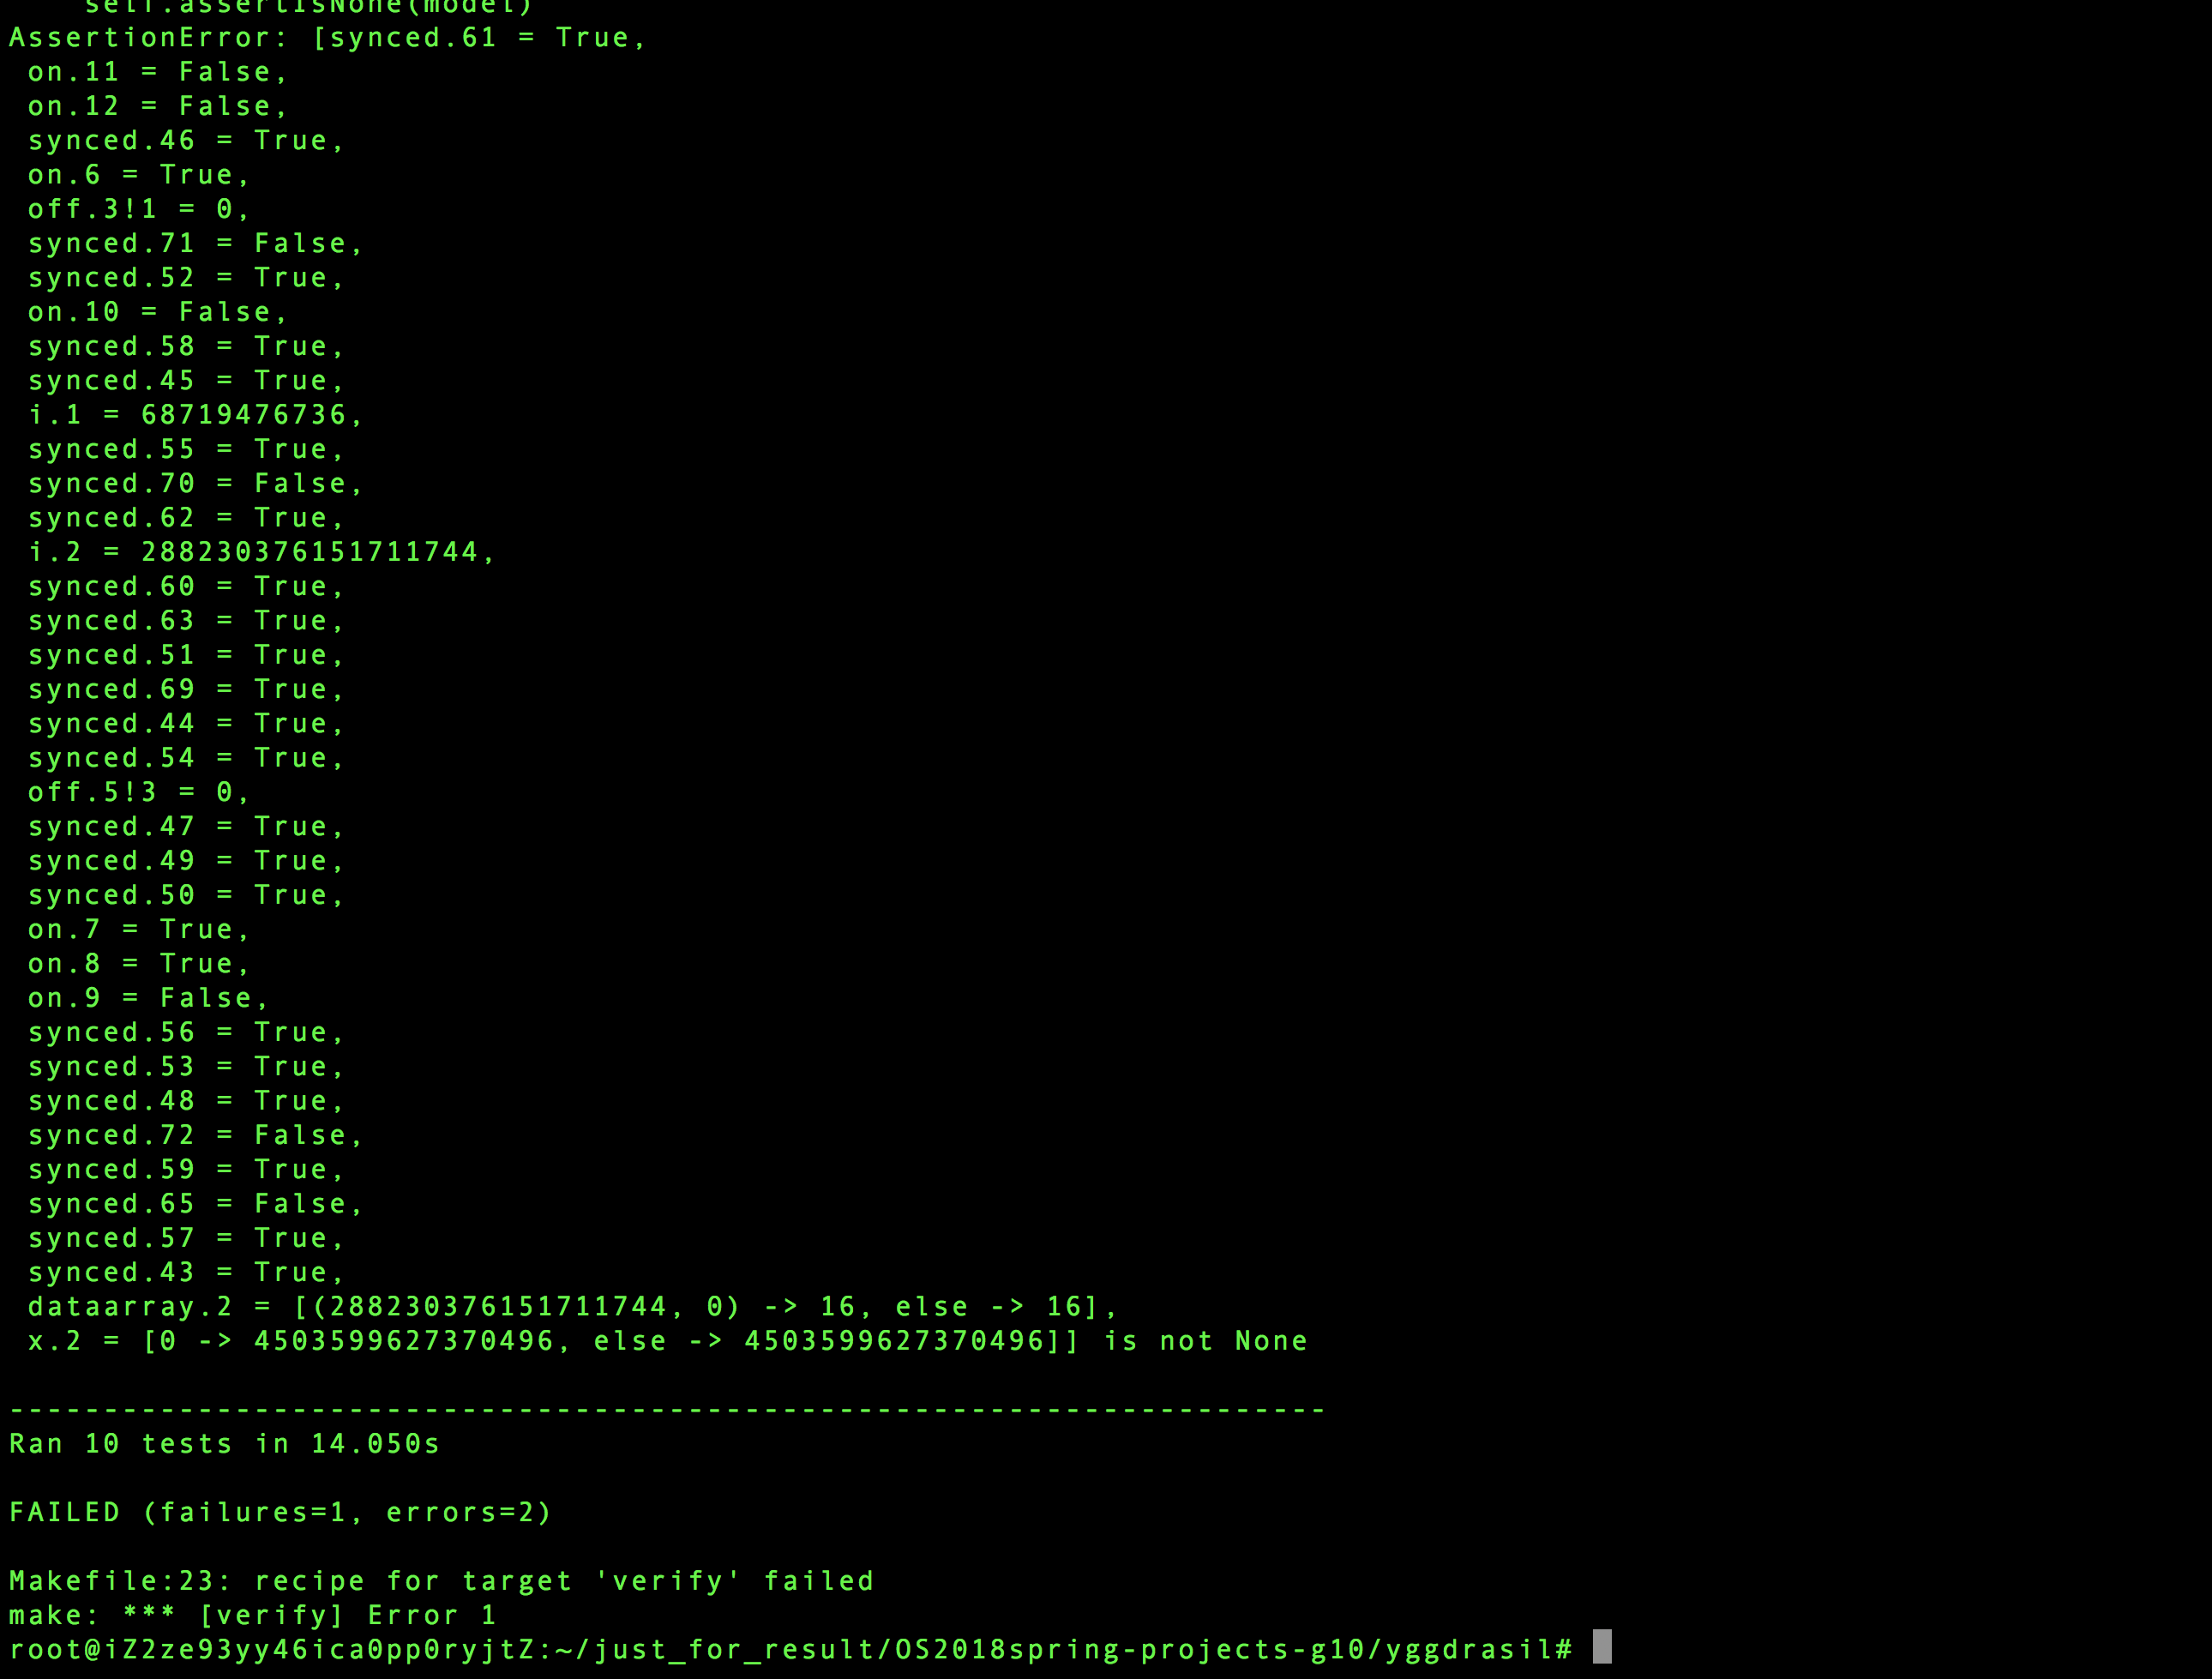 self.assertIsNone(model)
AssertionError: [synced.61 = True,
on.11 = False,
on.12 = False,
synced.46 = True,
on.6 = True,
off.3!1 = 0,
synced.71 = False,
synced.52 = True,
on.10 = False,
synced.58 = True,
synced.45 = True,
i.1 = 68719476736,
synced.55 = True,
synced.70 = False,
synced.62 = True,
i.2 = 288230376151711744,
synced.60 = True,
synced.63 = True,
synced.51 = True,
synced.69 = True,
synced.44 = True,
synced.54 = True,
off.5!3 = 0,
synced.47 = True,
synced.49 = True,
synced.50 = True,
on.7 = True,
on.8 = True,
on.9 = False,
synced.56 = True,
synced.53 = True,
synced.48 = True,
synced.72 = False,
synced.59 = True,
synced.65 = False,
synced.57 = True,
synced.43 = True,
dataarray.2 = [(288230376151711744, 0) -> 16, else -> 16],
x.2 = [0 -> 4503599627370496, else -> 4503599627370496]] is not None
----------------------------------------------------------------------
Ran 10 tests in 14.050s
FAILED (failures=1, errors=2)
Makefile:23: recipe for target 'verify' failed
make: *** [verify] Error 1
root@iZ2ze93yy46ica0pp0ryjtZ:~/just_for_result/OS2018spring-projects-g10/yggdrasil#